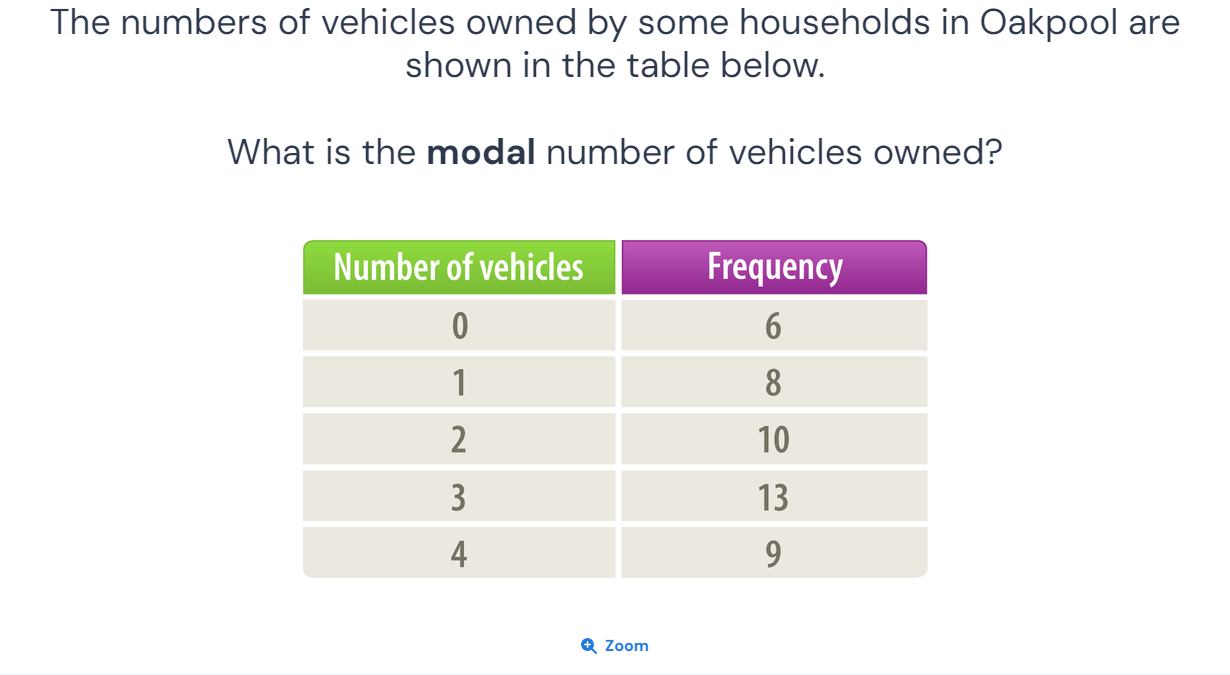 The numbers of vehicles owned by some households in Oakpool are
shown in the table below.
What is the modal number of vehicles owned?
Number of vehicles Frequency
0 6
1 8
2 10
3 13
4 9
Zoom